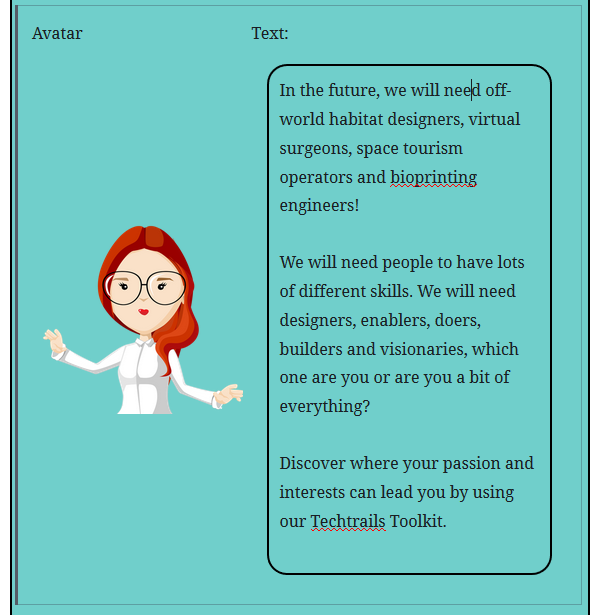 Avatar
Text:
In the future, we will need off-
world habitat designers, virtual
surgeons, space tourism
operators and bioprinting
engineers!
We will need people to have lots
of different skills. We will need
designers, enablers, doers,
builders and visionaries, which
one are you or are you a bit of
everything?
Discover where your passion and
interests can lead you by using
our Techtrails Toolkit.